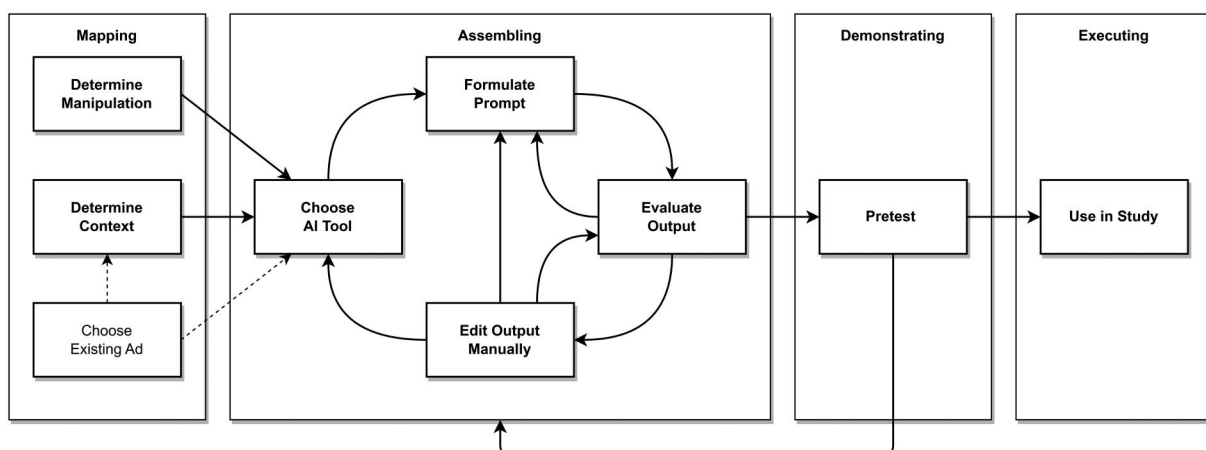 Mapping
Determine
Manipulation
Determine
Context
Choose
Existing Ad
Assembling
Formulate
Prompt
Choose
AI Tool
Evaluate
Output
Edit Output
Manually
Demonstrating
Pretest
Executing
Use in Study